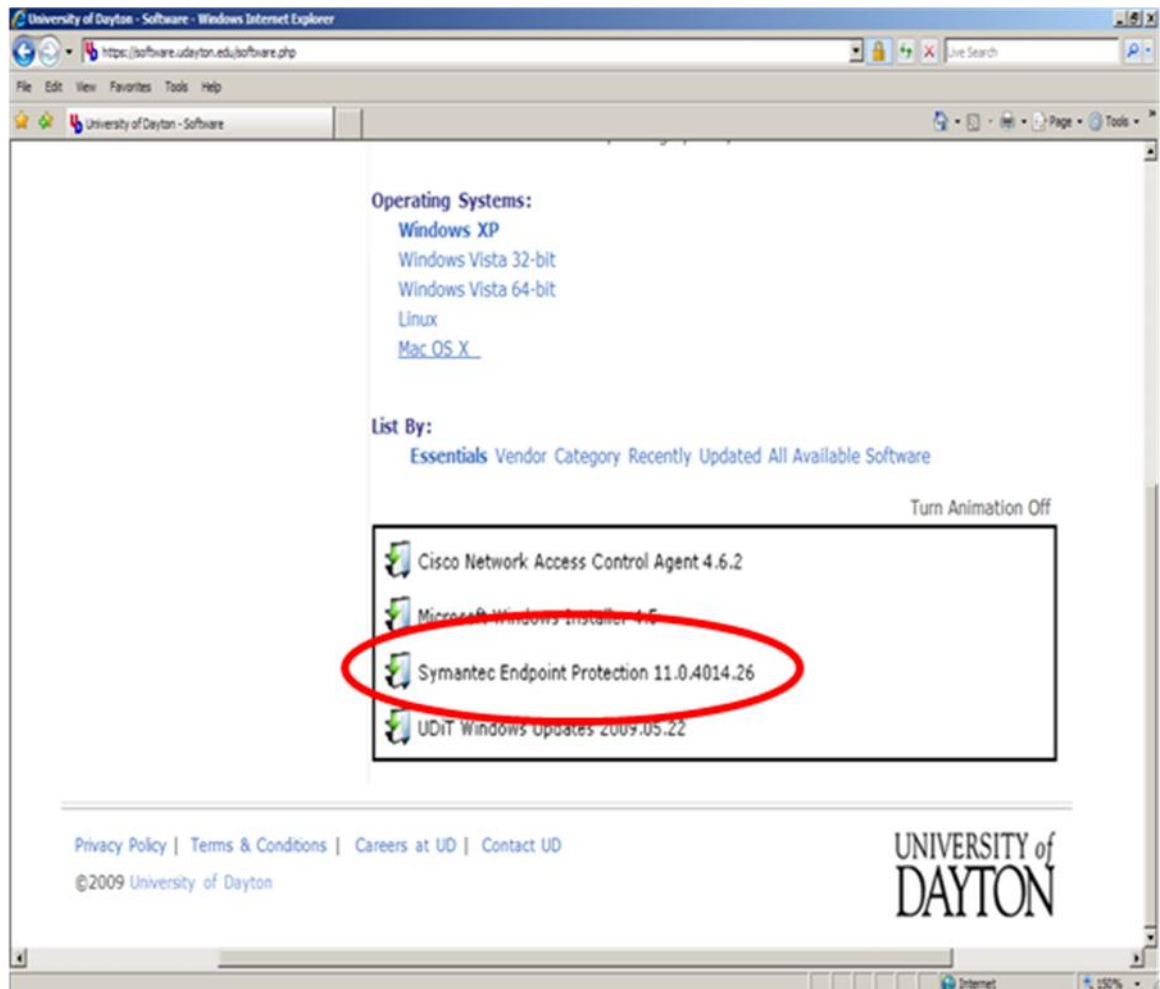 University of Dayton - Software - Windows Internet Explorer
https://software.udayton.edu/software.php
Live Search
File Edit View Favorites Tools Help
University of Dayton - Software
Page Tools
Operating Systems:
Windows XP
Windows Vista 32-bit
Windows Vista 64-bit
Linux
Mac OS X
List By:
Essentials Vendor Category Recently Updated All Available Software
Turn Animation Off
Cisco Network Access Control Agent 4.6.2
Microsoft Windows Installer 4.5
Symantec Endpoint Protection 11.0.4014.26
UDiT Windows Updates 2009.05.22
Privacy Policy | Terms & Conditions | Careers at UD | Contact UD
©2009 University of Dayton
UNIVERSITY of
DAYTON
Internet
150%